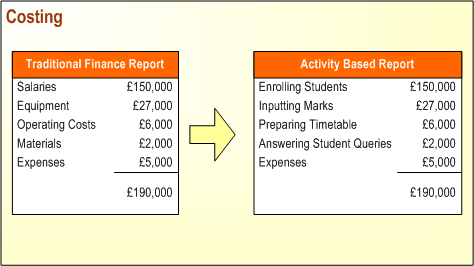 Costing
Traditional Finance Report
Salaries £150,000
Equipment £27,000
Operating Costs £6,000
Materials £2,000
Expenses £5,000
£190,000
Activity Based Report
Enrolling Students £150,000
Inputting Marks £27,000
Preparing Timetable £6,000
Answering Student Queries £2,000
Expenses £5,000
£190,000